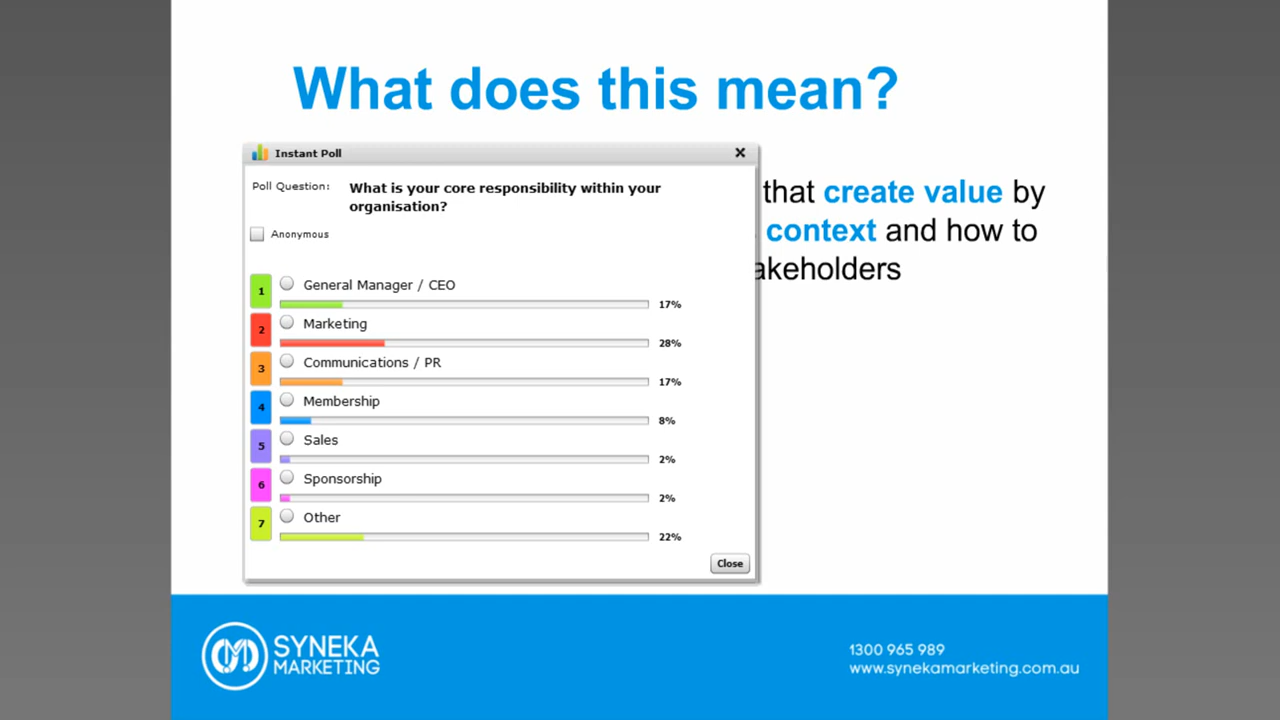 What does this mean?
Instant Poll
Poll Question: What is your core responsibility within your
organisation?
Anonymous
that create value by
context and how to
akeholders
1 General Manager / CEO
17%
2 Marketing
28%
3 Communications / PR
17%
4 Membership
8%
5 Sales
2%
6 Sponsorship
2%
7 Other
22%
Close
SYNEKA
MARKETING
1300 965 989
www.synekamarketing.com.au